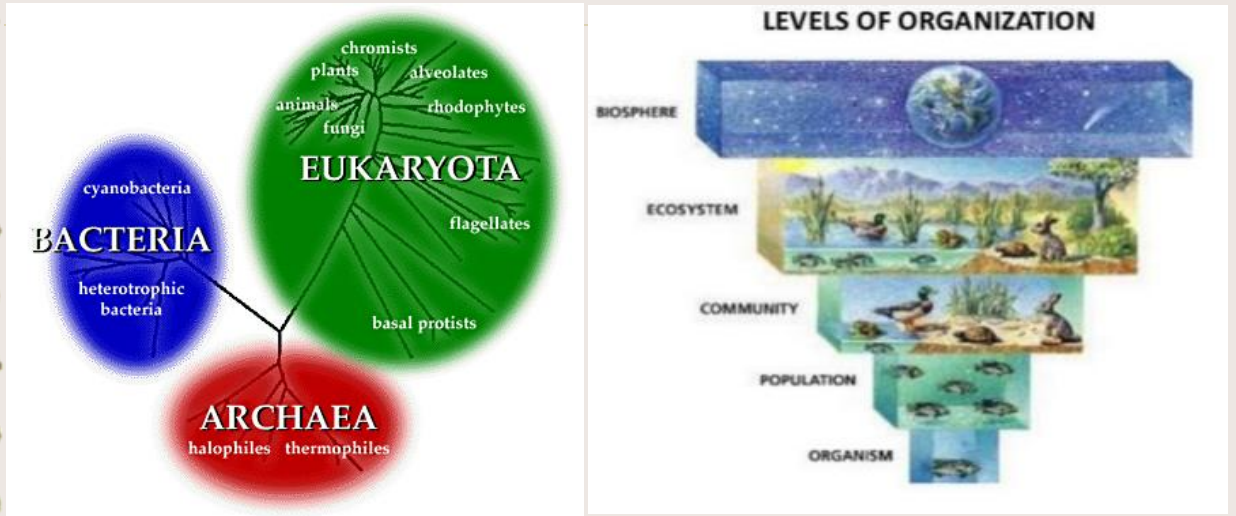 chromists
plants
alveolates
animals
rhodophytes
fungi
EUKARYOTA
flagellates
basal protists
cyanobacteria
BACTERIA
heterotrophic
bacteria
ARCHAEA
halophiles thermophiles
LEVELS OF ORGANIZATION
BIOSPHERE
ECOSYSTEM
COMMUNITY
POPULATION
ORGANISM